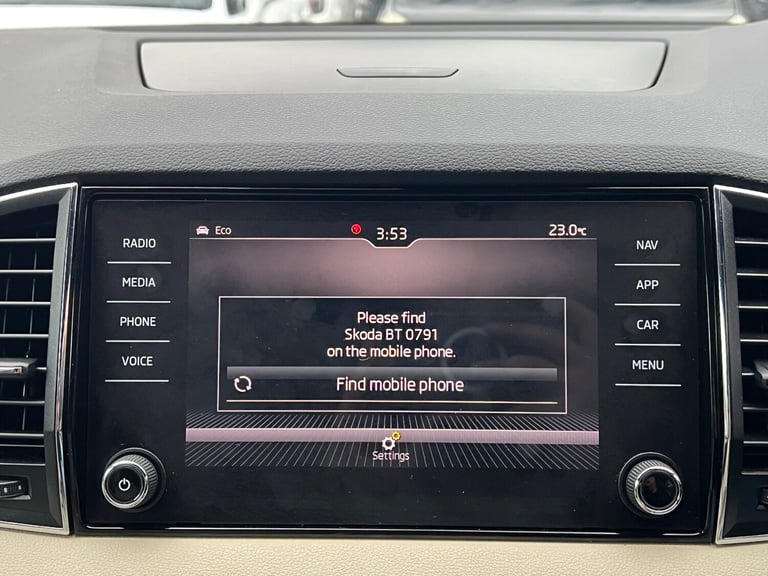 Eco
3:53
23.0°C
RADIO
MEDIA
PHONE
VOICE
Please find
Skoda BT 0791
on the mobile phone.
Find mobile phone
Settings
NAV
APP
CAR
MENU